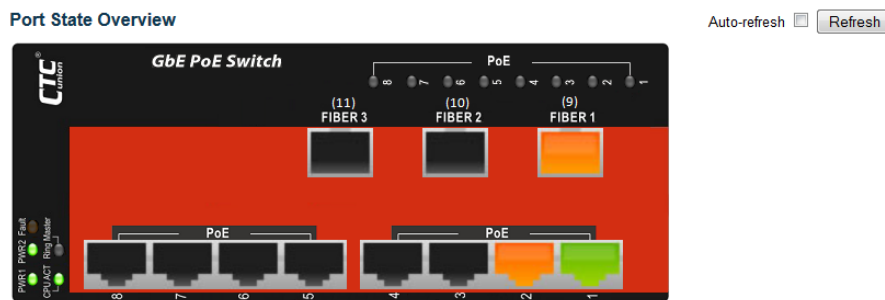 Port State Overview
Auto-refresh Refresh
CTC union
GbE PoE Switch
PoE
8 7 6 5 4 3 2 1
(11) (10) (9)
FIBER 3 FIBER 2 FIBER 1
Fault
PWR2 Ring Master
PWR1 CPU ACT
PoE PoE
8 7 6 5 4 3 2 1